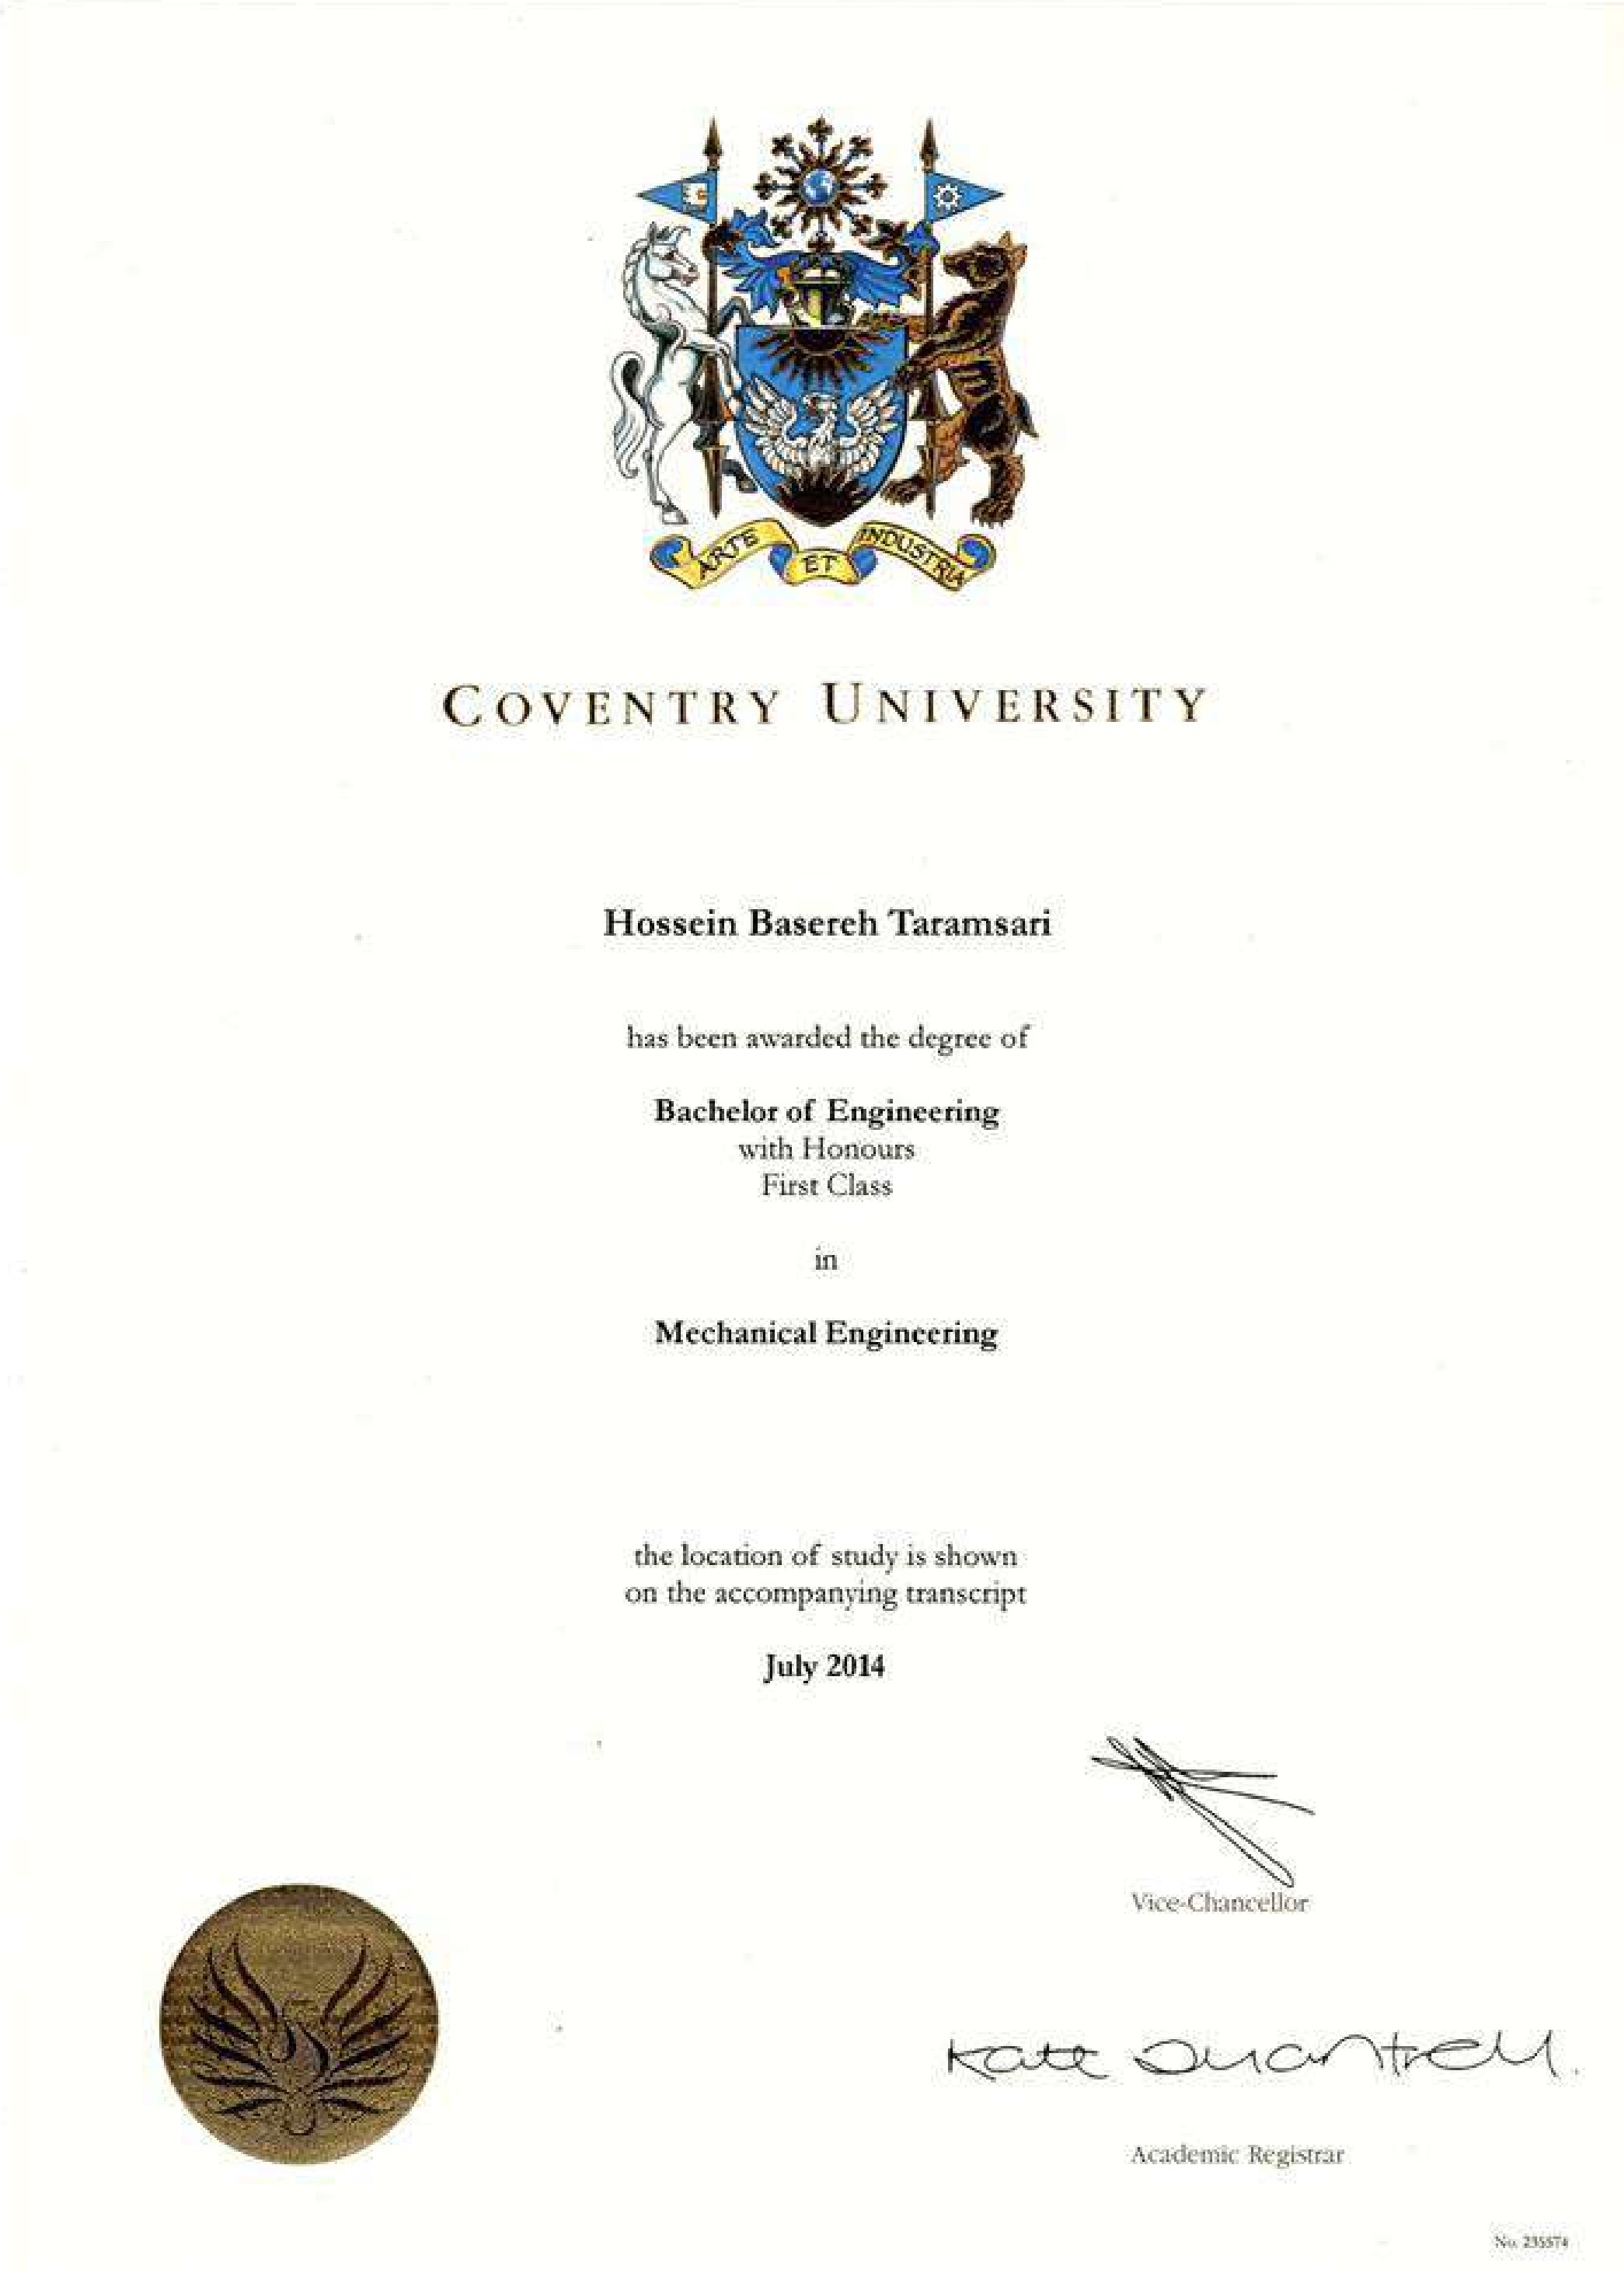 ARTE ET INDUSTRIA
COVENTRY UNIVERSITY
Hossein Basereh Taramsari
has been awarded the degree of
Bachelor of Engineering
with Honours
First Class
in
Mechanical Engineering
the location of study is shown
on the accompanying transcript
July 2014
Vice-Chancellor
Kate Quantrell.
Academic Registrar
No. 235574